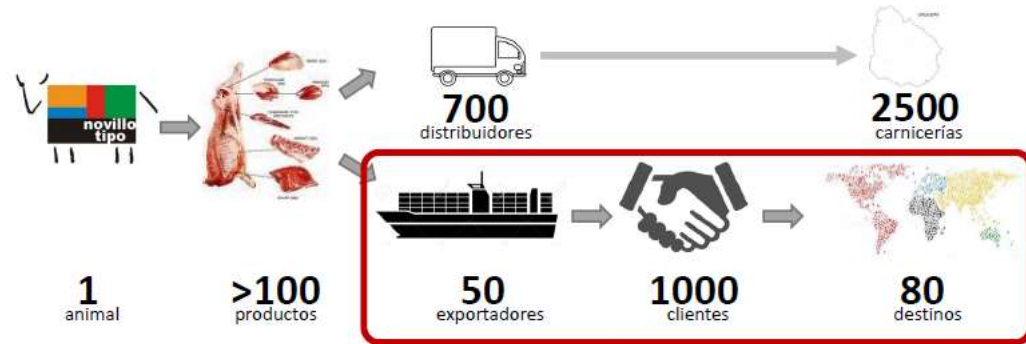 novillo
tipo
700
distribuidores
2500
carnicerías
1
animal
>100
productos
50
exportadores
1000
clientes
80
destinos